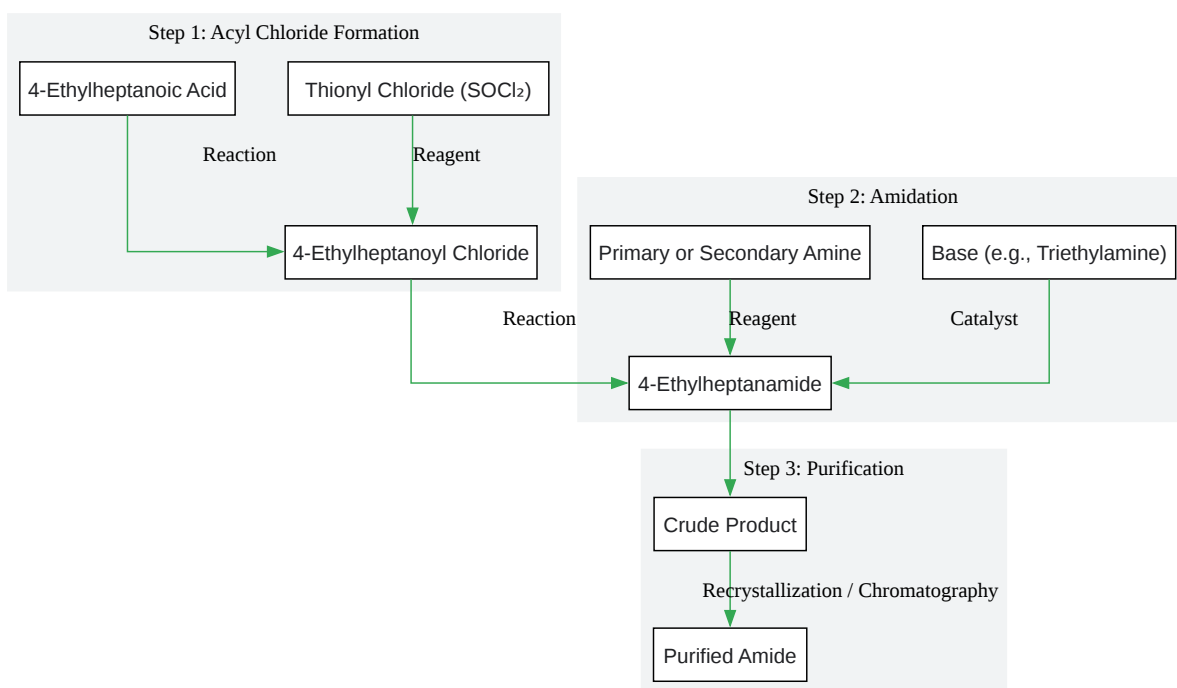 Step 1: Acyl Chloride Formation
4-Ethylheptanoic Acid
Thionyl Chloride (SOCl₂)
Reaction
Reagent
4-Ethylheptanoyl Chloride
Step 2: Amidation
Primary or Secondary Amine
Base (e.g., Triethylamine)
Reaction
Reagent
Catalyst
4-Ethylheptanamide
Step 3: Purification
Crude Product
Recrystallization / Chromatography
Purified Amide